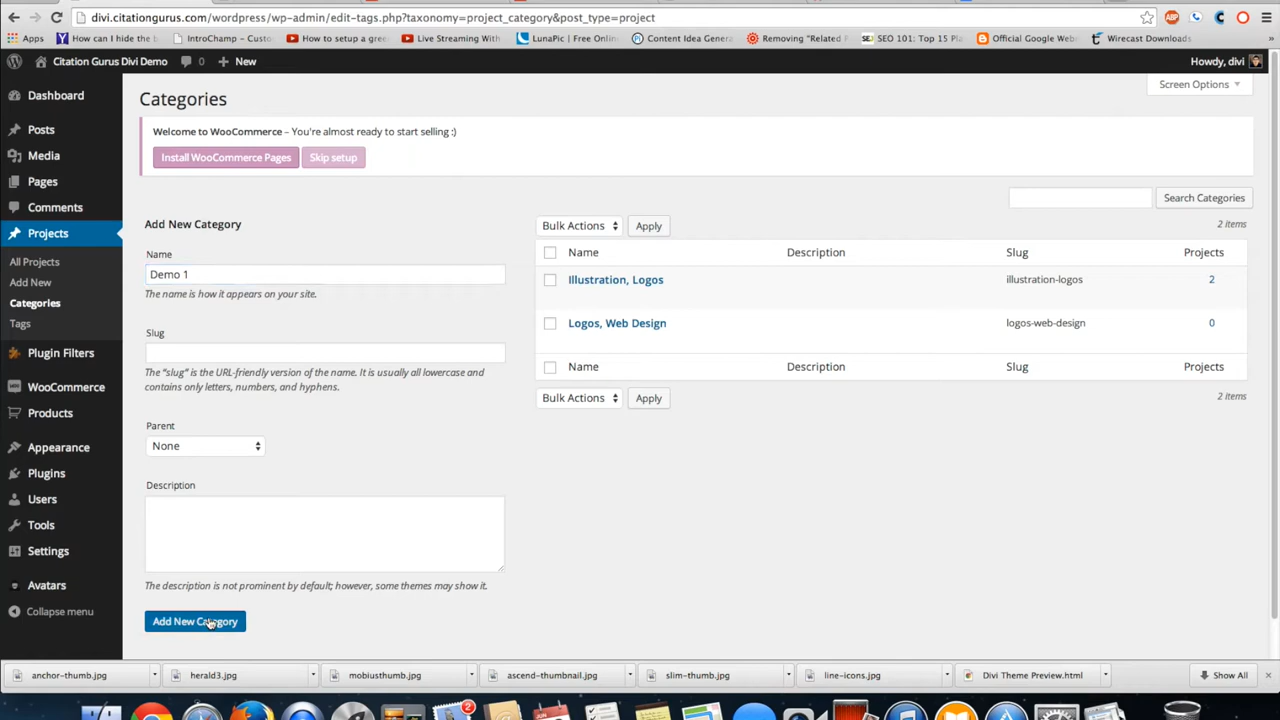 divi.citationgurus.com/wordpress/wp-admin/edit-tags.php?taxonomy=project_category&post_type=project
Apps How can I hide the b IntroChamp - Custo How to setup a gree Live Streaming With LunaPic | Free Onlin Content Idea Genera Removing "Related SEO 101: Top 15 Pla Official Google Web Wirecast Downloads
Citation Gurus Divi Demo 0 New Howdy, divi
Screen Options
Dashboard
Posts
Media
Pages
Comments
Projects
All Projects
Add New
Categories
Tags
Plugin Filters
WooCommerce
Products
Appearance
Plugins
Users
Tools
Settings
Avatars
Collapse menu
Categories
Welcome to WooCommerce – You're almost ready to start selling :)
Install WooCommerce Pages Skip setup
Search Categories
Add New Category
Name
Demo 1
The name is how it appears on your site.
Slug
The “slug” is the URL-friendly version of the name. It is usually all lowercase and
contains only letters, numbers, and hyphens.
Parent
None
Description
The description is not prominent by default; however, some themes may show it.
Add New Category
Bulk Actions Apply 2 items
Name Description Slug Projects
Illustration, Logos illustration-logos 2
Logos, Web Design logos-web-design 0
Name Description Slug Projects
Bulk Actions Apply 2 items
anchor-thumb.jpg herald3.jpg mobiusthumb.jpg ascend-thumbnail.jpg slim-thumb.jpg line-icons.jpg Divi Theme Preview.html Show All
2